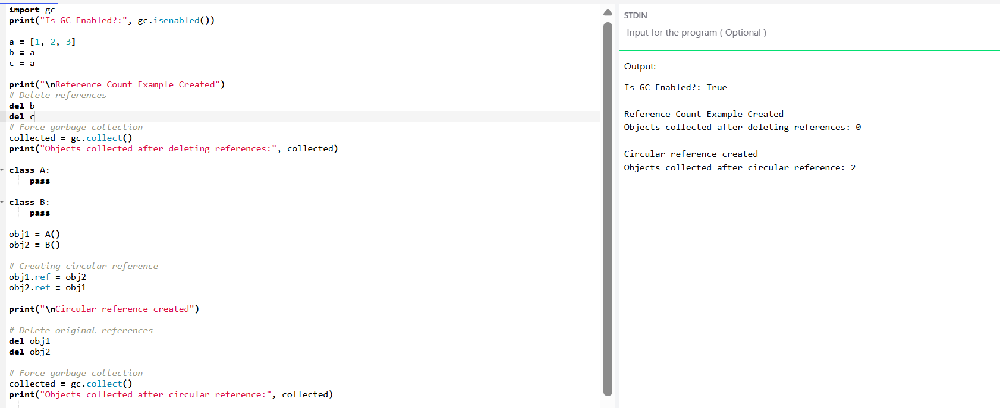 import gc
print("Is GC Enabled?:", gc.isenabled())
a = [1, 2, 3]
b = a
c = a
print("\nReference Count Example Created")
# Delete references
del b
del c
# Force garbage collection
collected = gc.collect()
print("Objects collected after deleting references:", collected)
class A:
    pass
class B:
    pass
obj1 = A()
obj2 = B()
# Creating circular reference
obj1.ref = obj2
obj2.ref = obj1
print("\nCircular reference created")
# Delete original references
del obj1
del obj2
# Force garbage collection
collected = gc.collect()
print("Objects collected after circular reference:", collected)
STDIN
Input for the program ( Optional )
Output:
Is GC Enabled?: True
Reference Count Example Created
Objects collected after deleting references: 0
Circular reference created
Objects collected after circular reference: 2